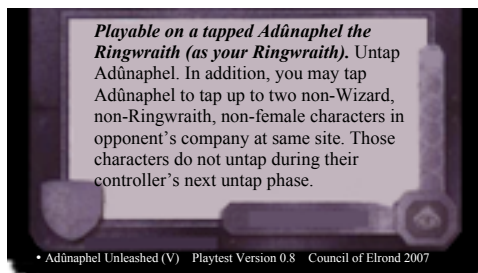 Playable on a tapped Adûnaphel the
Ringwraith (as your Ringwraith). Untap
Adûnaphel. In addition, you may tap
Adûnaphel to tap up to two non-Wizard,
non-Ringwraith, non-female characters in
opponent's company at same site. Those
characters do not untap during their
controller's next untap phase.
• Adûnaphel Unleashed (V) Playtest Version 0.8 Council of Elrond 2007